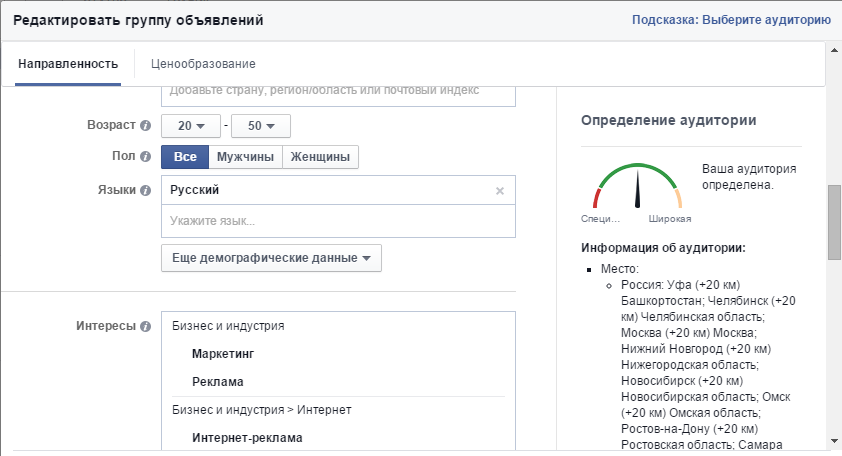 Редактировать группу объявлений
Подсказка: Выберите аудиторию
Направленность
Ценообразование
Добавьте страну, регион/область или почтовый индекс
Возраст
20 - 50
Пол
Все Мужчины Женщины
Языки
Русский
Укажите язык...
Еще демографические данные
Интересы
Бизнес и индустрия
Маркетинг
Реклама
Бизнес и индустрия > Интернет
Интернет-реклама
Определение аудитории
Ваша аудитория
определена.
Специ...
Широкая
Информация об аудитории:
Место:
Россия: Уфа (+20 км)
Башкортостан; Челябинск (+20
км) Челябинская область;
Москва (+20 км) Москва;
Нижний Новгород (+20 км)
Нижегородская область;
Новосибирск (+20 км)
Новосибирская область; Омск
(+20 км) Омская область;
Ростов-на-Дону (+20 км)
Ростовская область; Самара